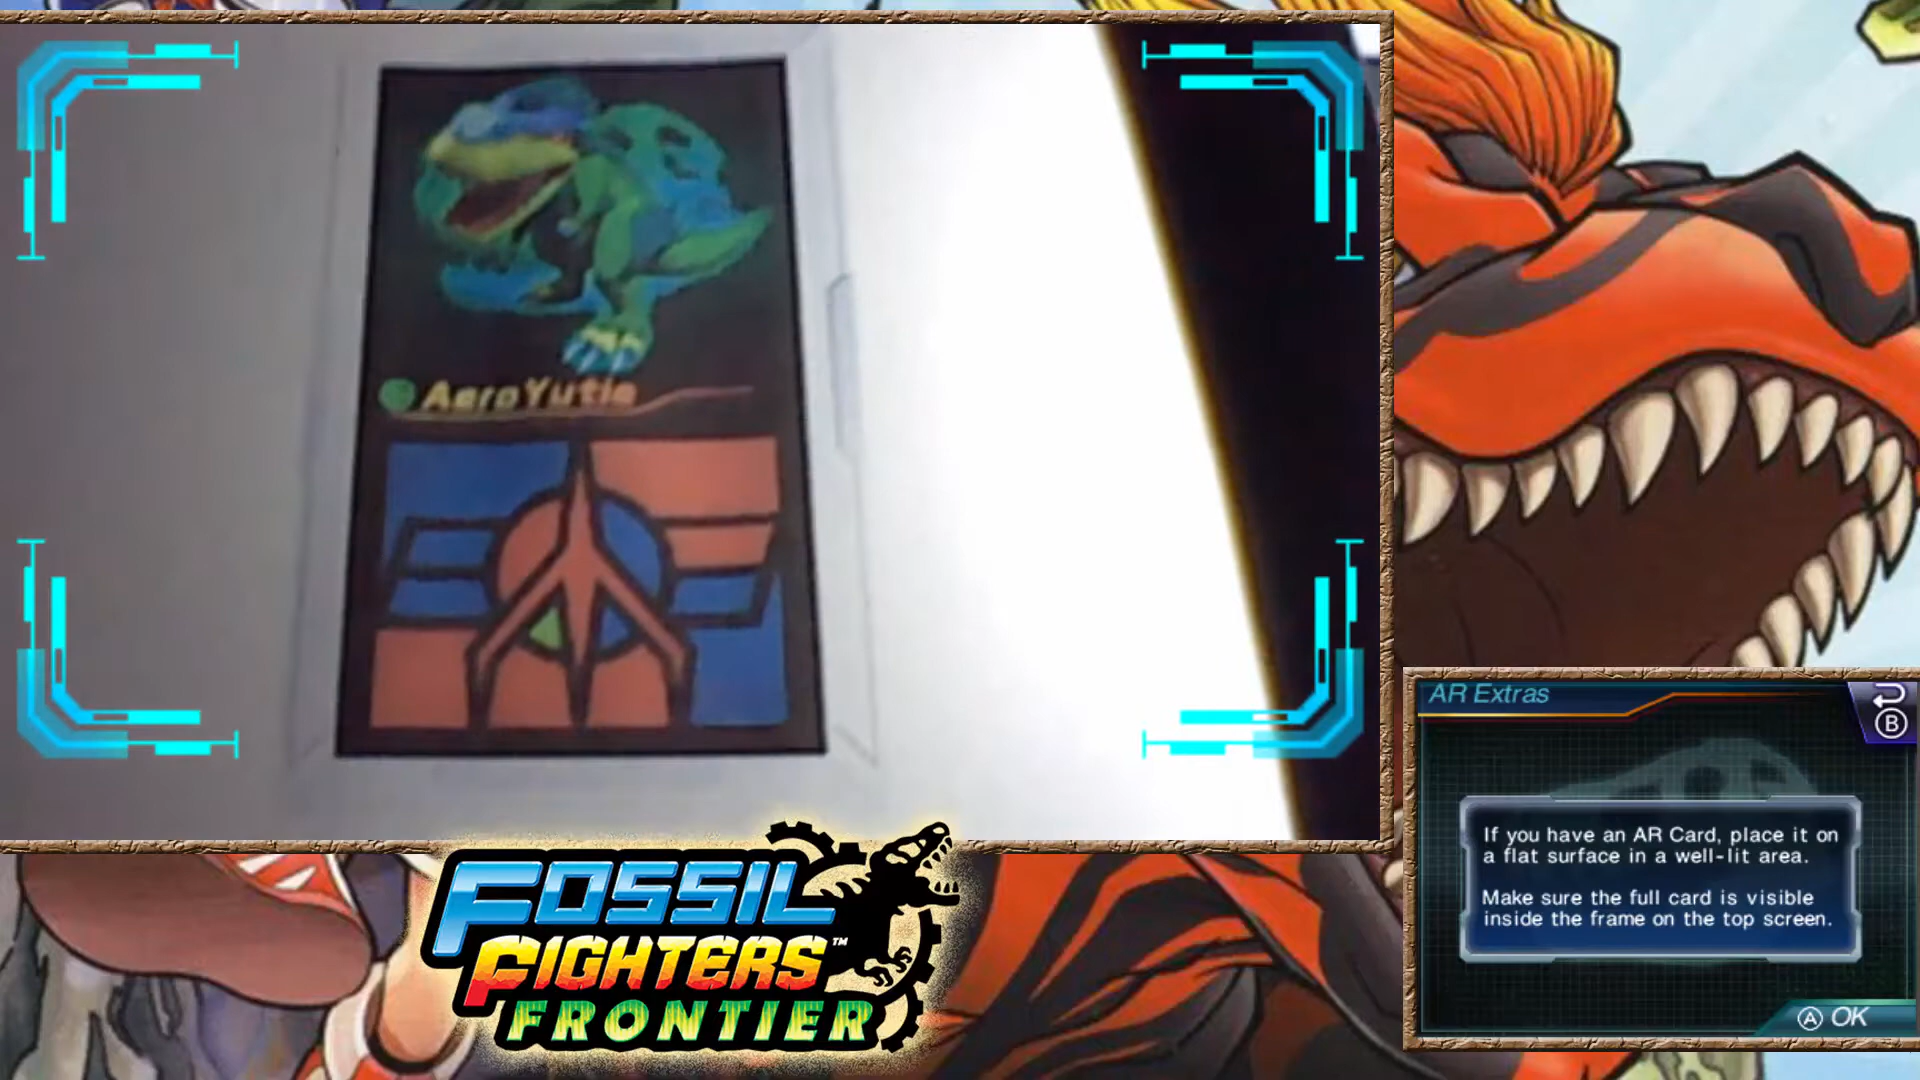 AeroYutie
AR Extras
B
If you have an AR Card, place it on
a flat surface in a well-lit area.
Make sure the full card is visible
inside the frame on the top screen.
A OK
FOSSIL
FIGHTERS™
FRONTIER